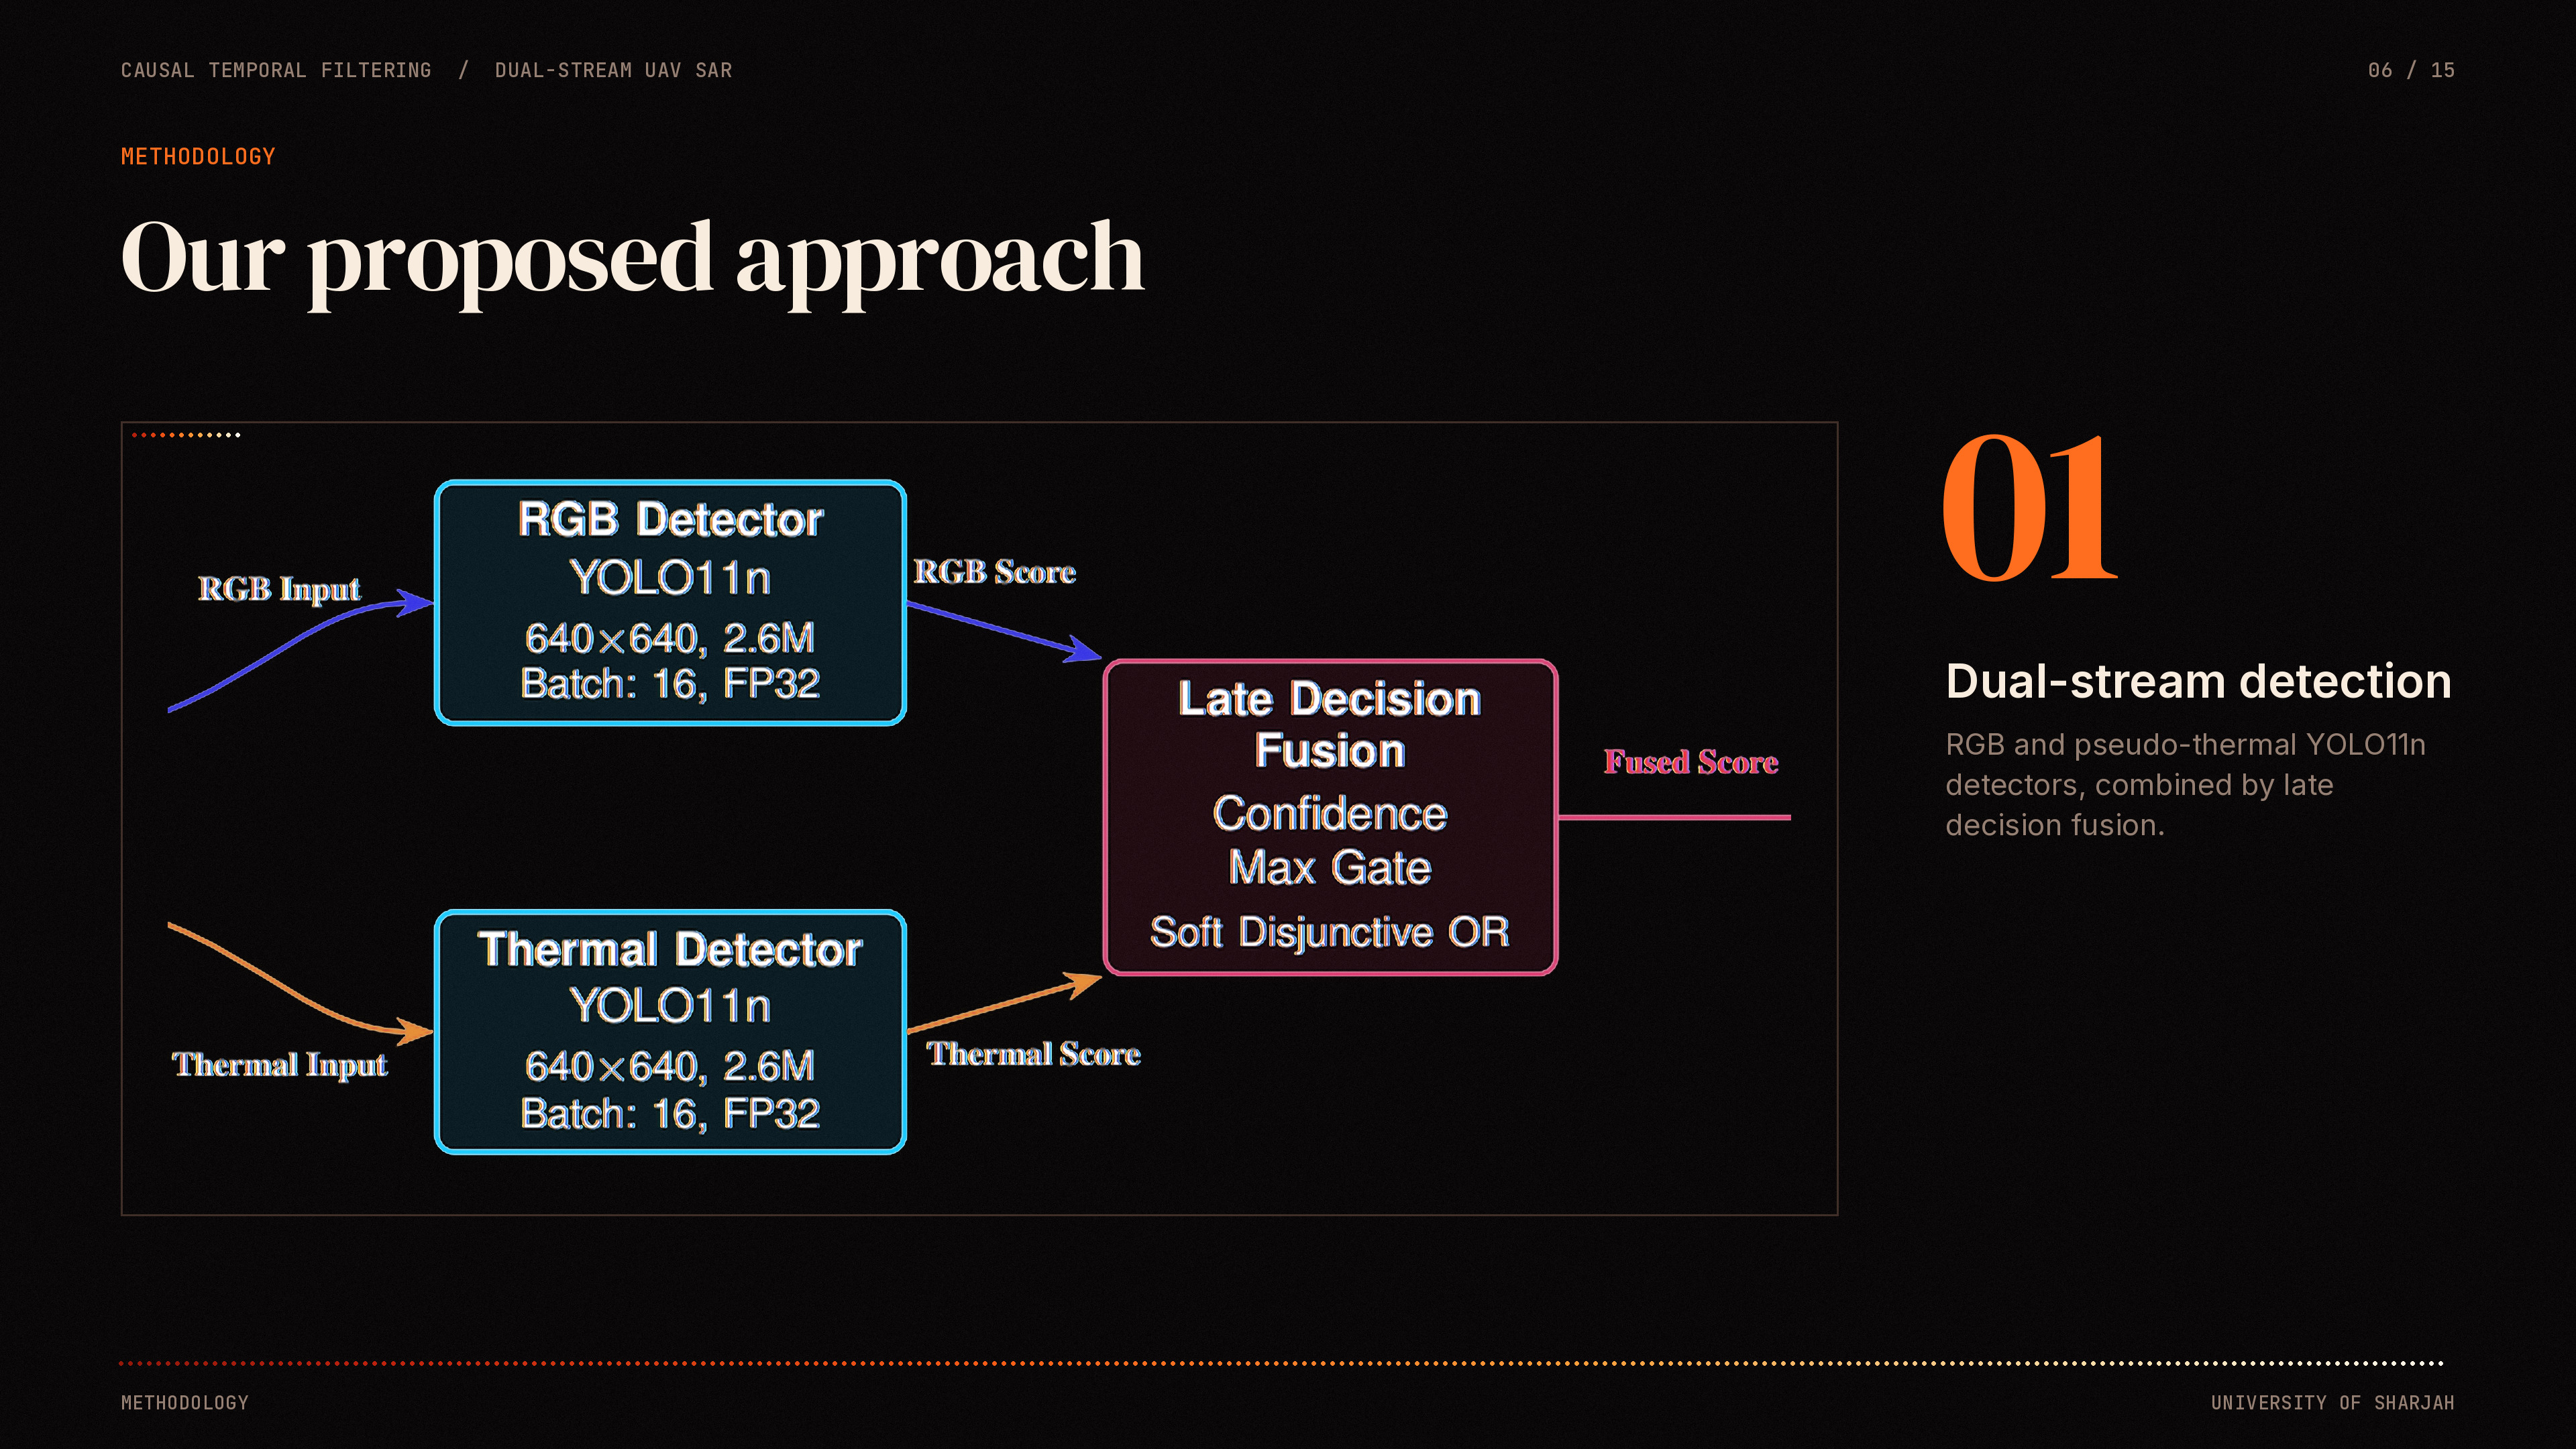 CAUSAL TEMPORAL FILTERING / DUAL-STREAM UAV SAR
06 / 15
METHODOLOGY
Our proposed approach
RGB Input
RGB Detector
YOLO11n
640×640, 2.6M
Batch: 16, FP32
RGB Score
Thermal Input
Thermal Detector
YOLO11n
640×640, 2.6M
Batch: 16, FP32
Thermal Score
Late Decision
Fusion
Confidence
Max Gate
Soft Disjunctive OR
Fused Score
01
Dual-stream detection
RGB and pseudo-thermal YOLO11n
detectors, combined by late
decision fusion.
METHODOLOGY
UNIVERSITY OF SHARJAH